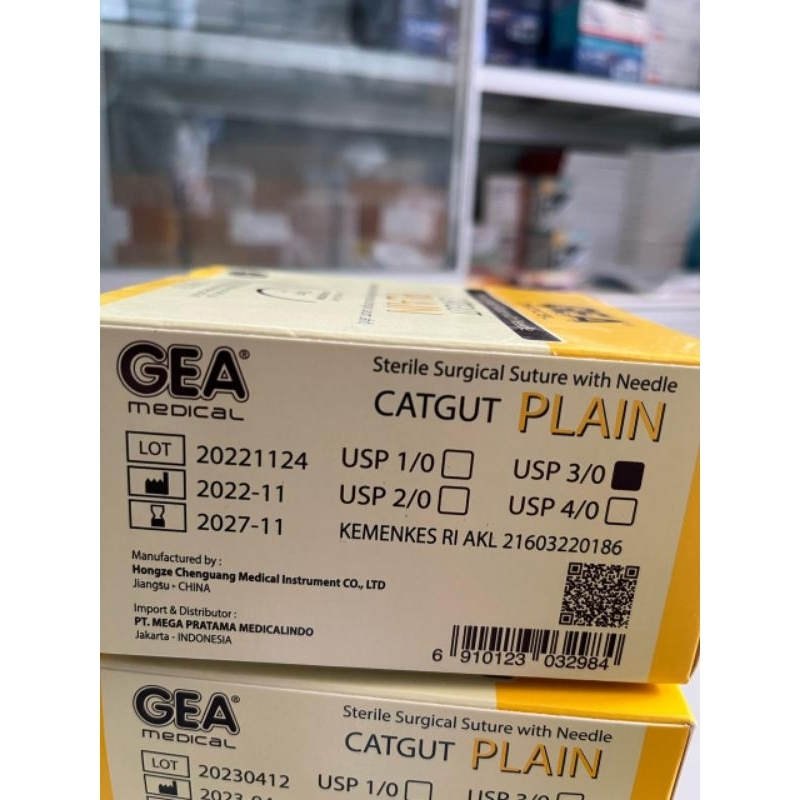 GEA®
medical
Sterile Surgical Suture with Needle
CATGUT PLAIN
LOT 20221124
2022-11
2027-11
USP 1/0
USP 3/0
USP 2/0
USP 4/0
KEMENKES RI AKL 21603220186
Manufactured by :
Hongze Chenguang Medical Instrument CO., LTD
Jiangsu - CHINA
Import & Distributor :
PT. MEGA PRATAMA MEDICALINDO
Jakarta - INDONESIA
6 910123 032984
GEA®
medical
Sterile Surgical Suture with Needle
CATGUT PLAIN
LOT 20230412
USP 1/0
USP 3/0